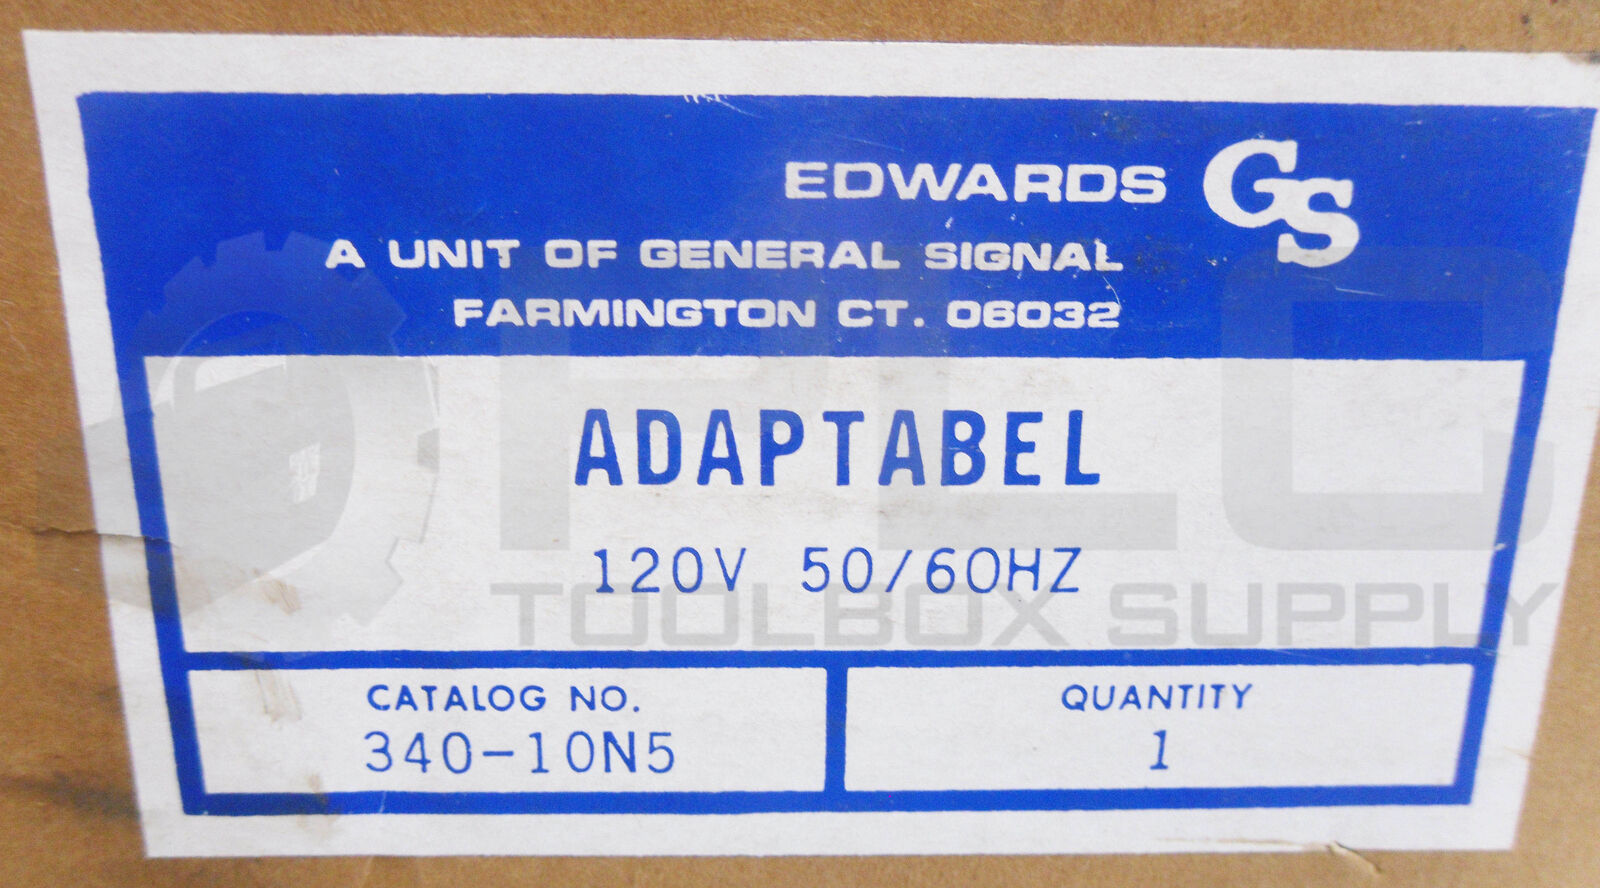 EDWARDS GS
A UNIT OF GENERAL SIGNAL
FARMINGTON CT. 06032
ADAPTABEL
120V 50/60HZ
CATALOG NO.
340-10N5
QUANTITY
1
PLC
TOOLBOX SUPPLY